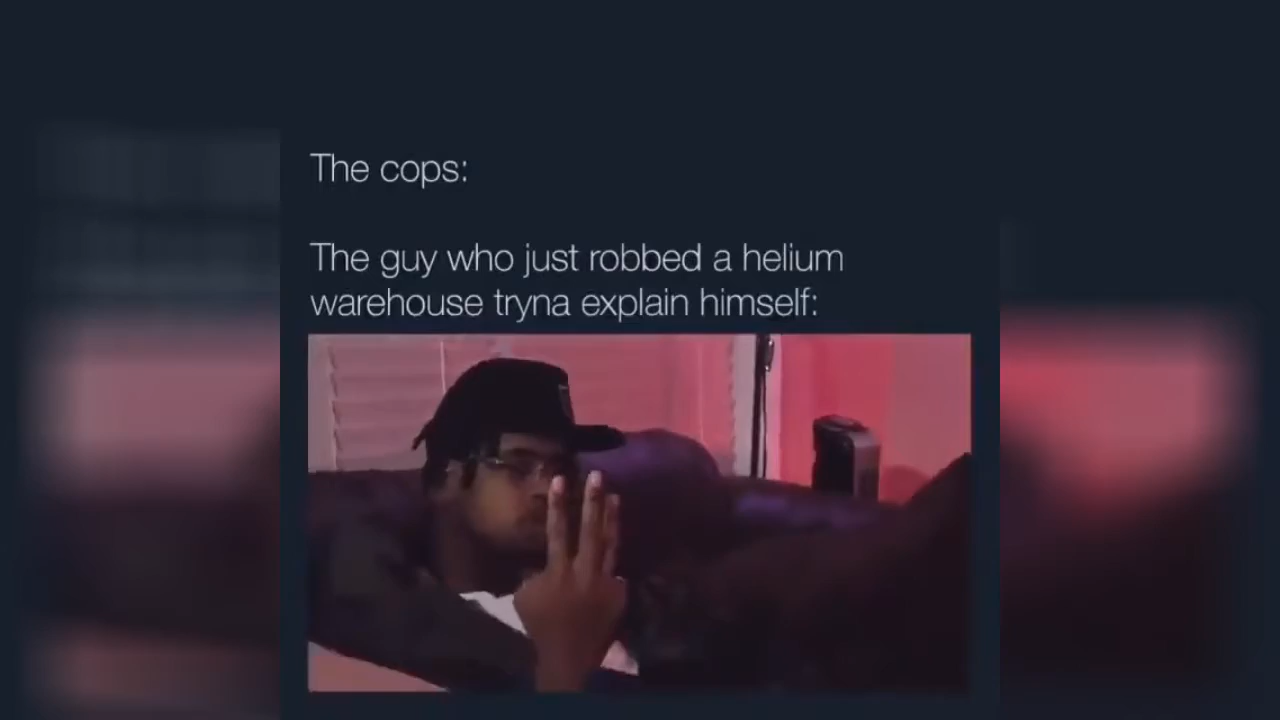 The cops:
The guy who just robbed a helium
warehouse tryna explain himself: